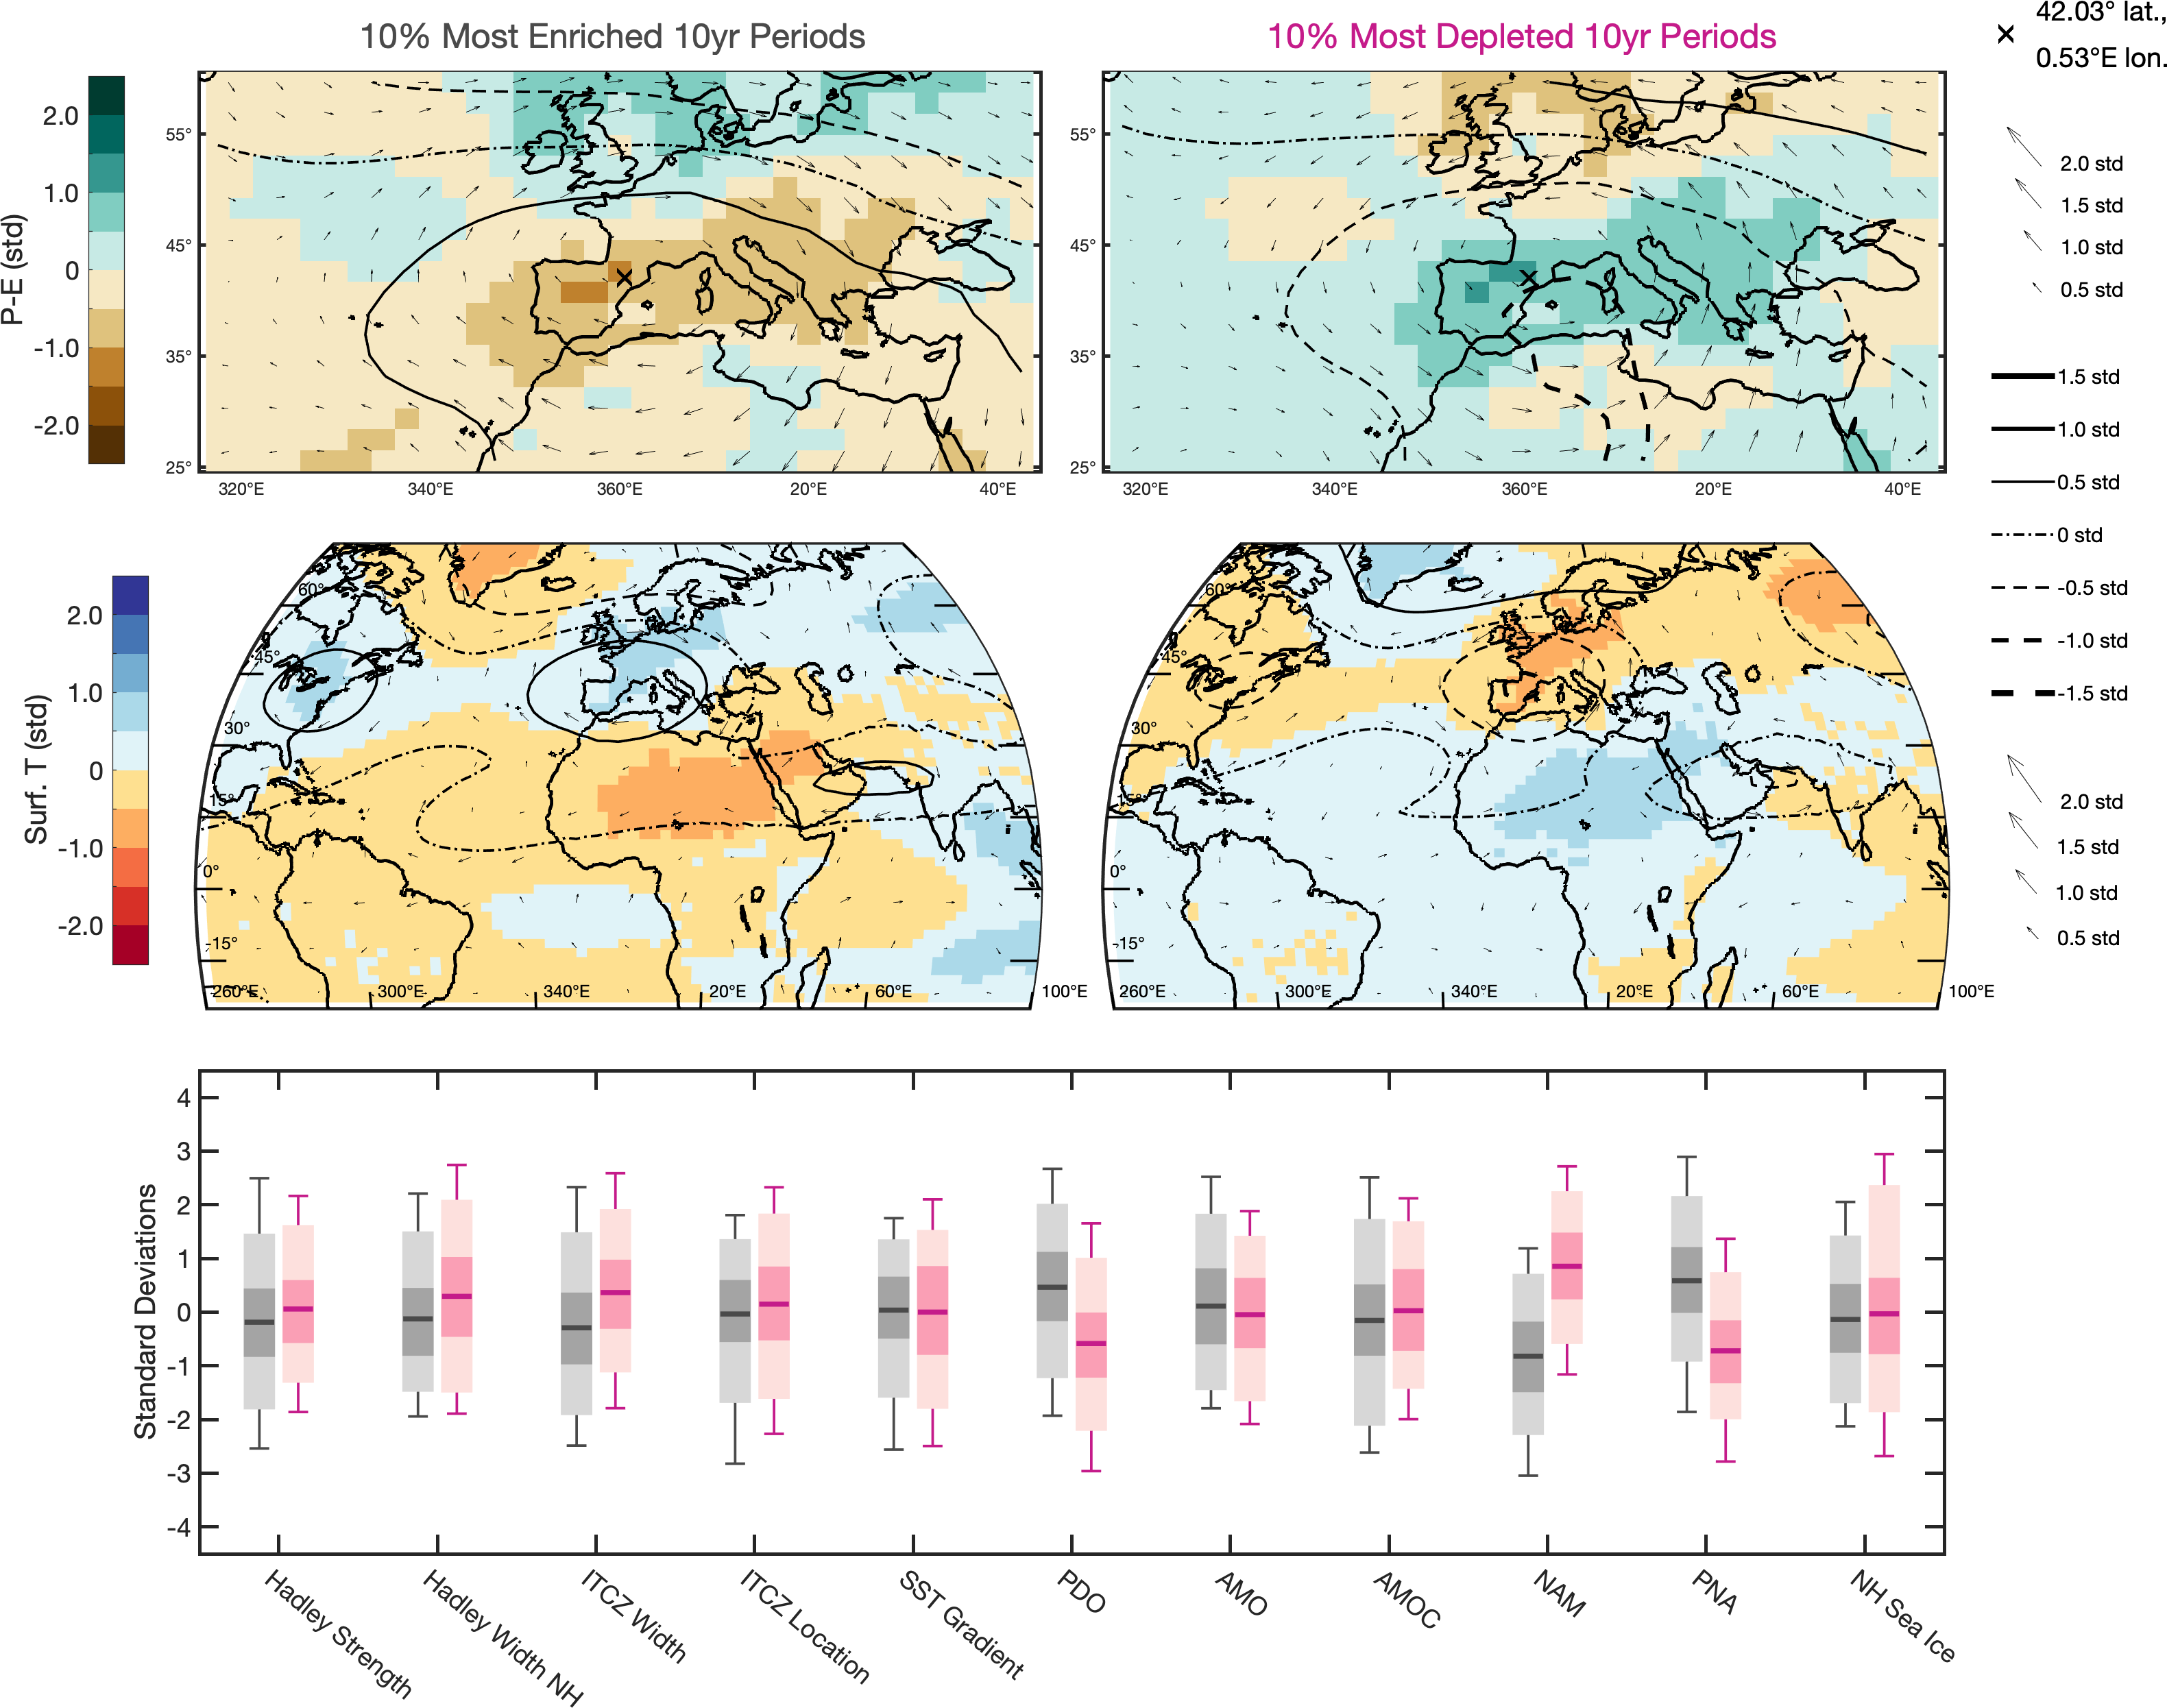 10% Most Enriched 10yr Periods
10% Most Depleted 10yr Periods
42.03° lat.,
0.53°E lon.
P-E (std)
2.0
1.0
0
-1.0
-2.0
55°
45°
35°
25°
320°E
340°E
360°E
20°E
40°E
55°
45°
35°
25°
320°E
340°E
360°E
20°E
40°E
2.0 std
1.5 std
1.0 std
0.5 std
1.5 std
1.0 std
0.5 std
0 std
-0.5 std
-1.0 std
-1.5 std
Surf. T (std)
2.0
1.0
0
-1.0
-2.0
60°
45°
30°
15°
0°
-15°
260°E
300°E
340°E
20°E
60°E
100°E
60°
45°
30°
15°
0°
-15°
260°E
300°E
340°E
20°E
60°E
100°E
2.0 std
1.5 std
1.0 std
0.5 std
Standard Deviations
4
3
2
1
0
-1
-2
-3
-4
Hadley Strength
Hadley Width NH
ITCZ Width
ITCZ Location
SST Gradient
PDO
AMO
AMOC
NAM
PNA
NH Sea Ice